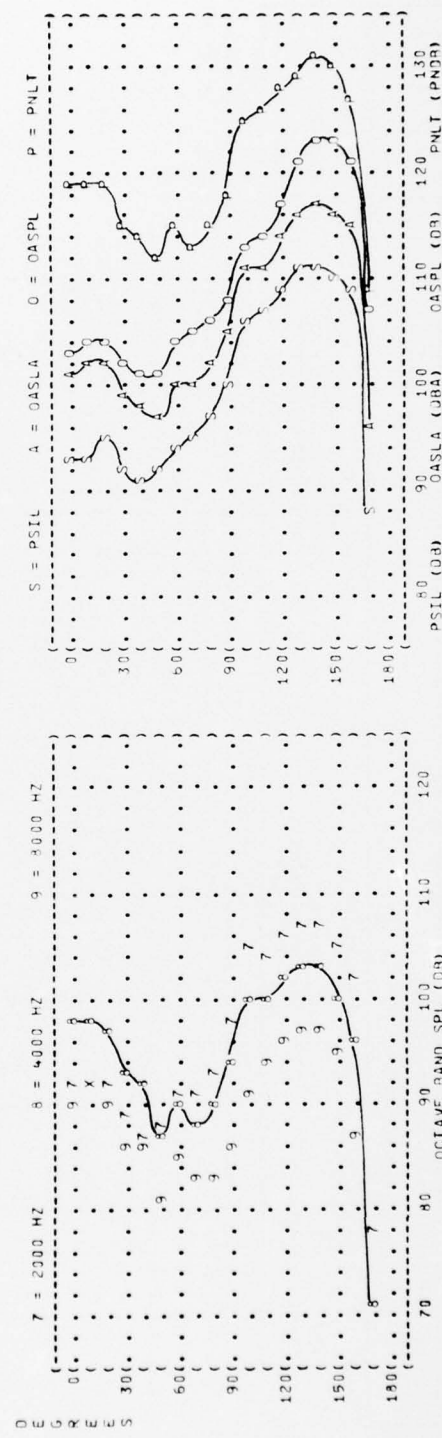 D
E
G
R
E
E
S
7 = 2000 HZ 8 = 4000 HZ 9 = 8000 HZ
0
30
60
90
120
150
180
70 80 90 100 110 120
OCTAVE BAND SPL (DB)
S = PSIL A = OASLA O = OASPL P = PNLT
0
30
60
90
120
150
180
80 90 100 110 120 130
PSIL (DB) OASLA (DBA) OASPL (DB) PNLT (PNDB)